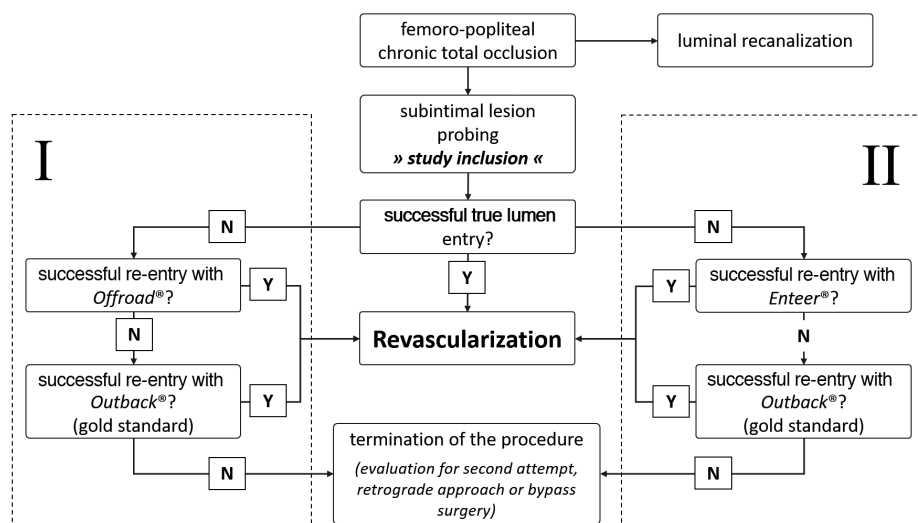 femoro-popliteal
chronic total occlusion
luminal recanalization
subintimal lesion
probing
» study inclusion «
I
II
successful true lumen
entry?
N
N
Y
successful re-entry with
Offroad®?
Y
successful re-entry with
Enteer®?
Y
N
Revascularization
N
successful re-entry with
Outback®?
(gold standard)
Y
successful re-entry with
Outback®?
(gold standard)
Y
termination of the procedure
(evaluation for second attempt,
retrograde approach or bypass
surgery)
N
N